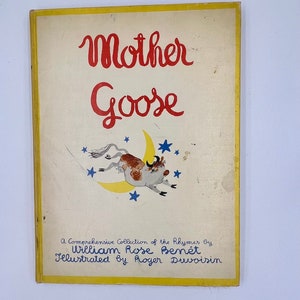 Mother
Goose
A Comprehensive Collection of the Rhymes By
William Rose Benét
Illustrated By Roger Duvoisin